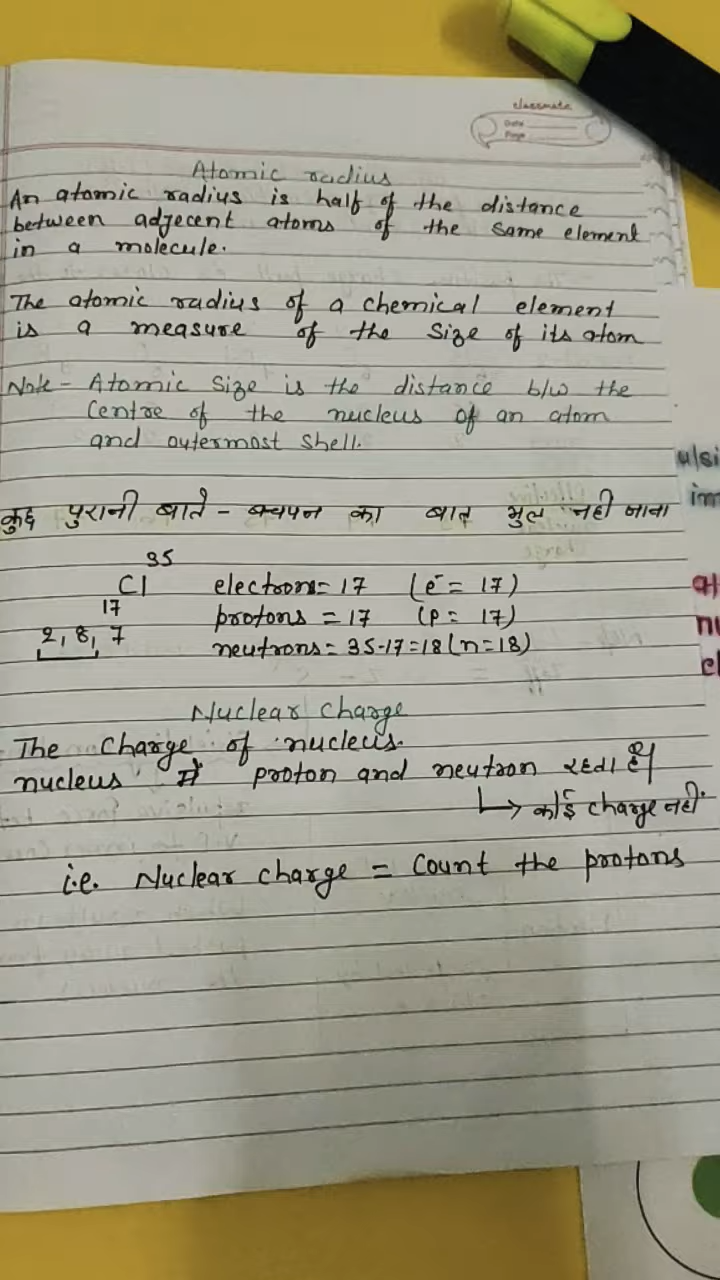 classmate
Date
Page
Atomic radius
An atomic radius is half of the distance
between adjecent atoms of the same element
in a molecule.
The atomic radius of a chemical element
is a measure of the size of its atom
Note - Atomic size is the distance b/w the
Centre of the nucleus of an atom
and outermost shell.
कुछ पुरानी बाते - बचपन का बात भुल नही जाना
35
Cl electrons = 17 (e⁻ = 17)
17 protons = 17 (P = 17)
2, 8, 7 neutrons = 35-17=18 (n=18)
Nuclear charge
The Charge of nucleus.
nucleus में proton and neutron रहता है।
↳ कोई charge नहीं.
i.e. Nuclear charge = Count the protons